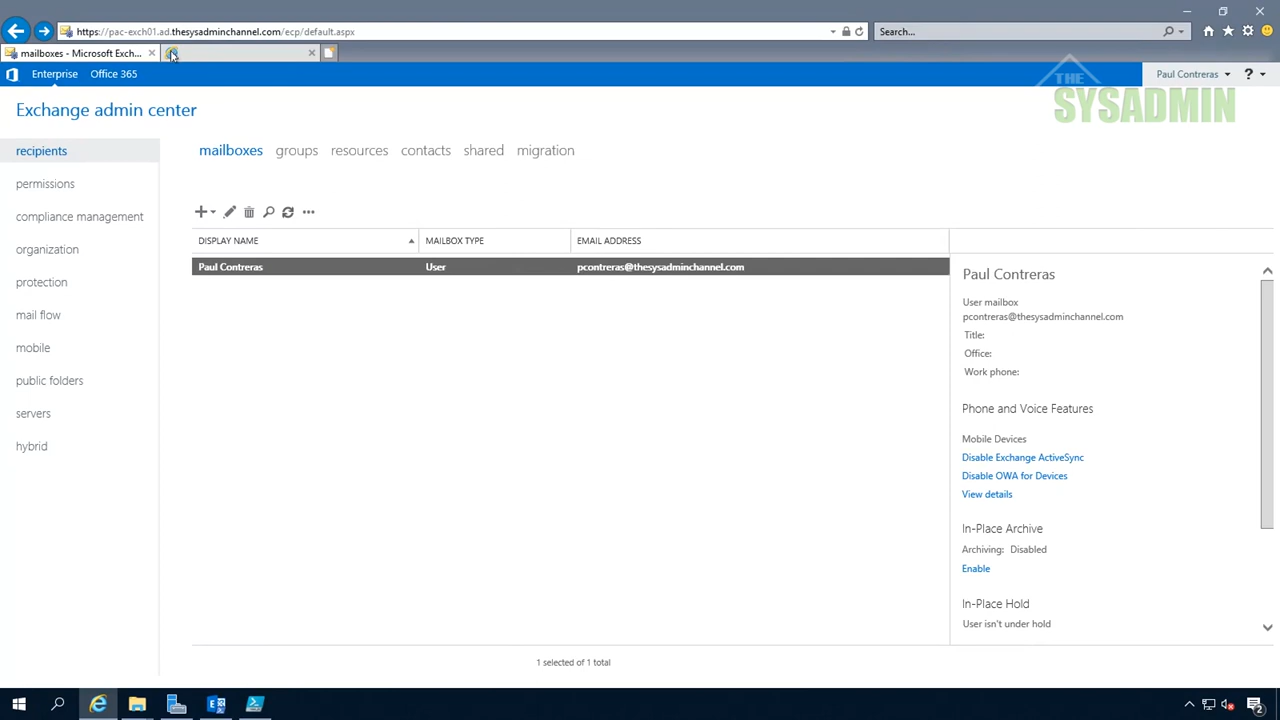 https://pac-exch01.ad.thesysadminchannel.com/ecp/default.aspx
Search...
mailboxes - Microsoft Exch...
Enterprise
Office 365
Paul Contreras
?
THE
SYSADMIN
Exchange admin center
recipients
permissions
compliance management
organization
protection
mail flow
mobile
public folders
servers
hybrid
mailboxes groups resources contacts shared migration
DISPLAY NAME MAILBOX TYPE EMAIL ADDRESS
Paul Contreras User pcontreras@thesysadminchannel.com
1 selected of 1 total
Paul Contreras
User mailbox
pcontreras@thesysadminchannel.com
Title:
Office:
Work phone:
Phone and Voice Features
Mobile Devices
Disable Exchange ActiveSync
Disable OWA for Devices
View details
In-Place Archive
Archiving: Disabled
Enable
In-Place Hold
User isn't under hold
2